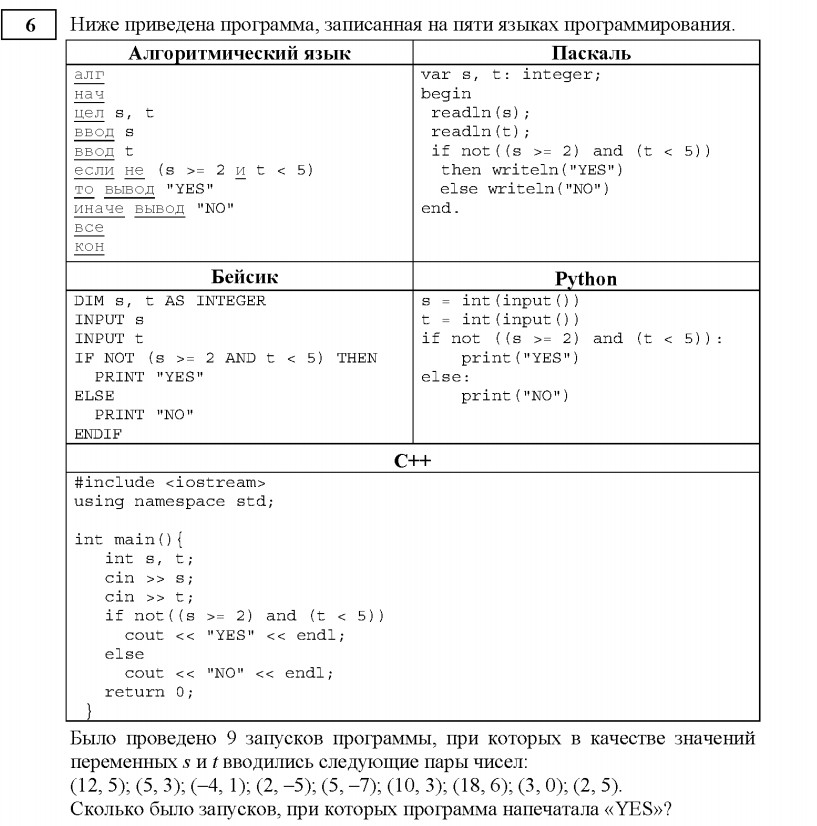 6 Ниже приведена программа, записанная на пяти языках программирования.
Алгоритмический язык
алг
нач
цел s, t
ввод s
ввод t
если не (s >= 2 и t < 5)
то вывод "YES"
иначе вывод "NO"
все
кон
Паскаль
var s, t: integer;
begin
readln(s);
readln(t);
if not((s >= 2) and (t < 5))
then writeln("YES")
else writeln("NO")
end.
Бейсик
DIM s, t AS INTEGER
INPUT s
INPUT t
IF NOT (s >= 2 AND t < 5) THEN
PRINT "YES"
ELSE
PRINT "NO"
ENDIF
Python
s = int(input())
t = int(input())
if not ((s >= 2) and (t < 5)):
print("YES")
else:
print("NO")
C++
#include <iostream>
using namespace std;
int main(){
int s, t;
cin >> s;
cin >> t;
if not((s >= 2) and (t < 5))
cout << "YES" << endl;
else
cout << "NO" << endl;
return 0;
}
Было проведено 9 запусков программы, при которых в качестве значений
переменных s и t вводились следующие пары чисел:
(12, 5); (5, 3); (–4, 1); (2, –5); (5, –7); (10, 3); (18, 6); (3, 0); (2, 5).
Сколько было запусков, при которых программа напечатала «YES»?